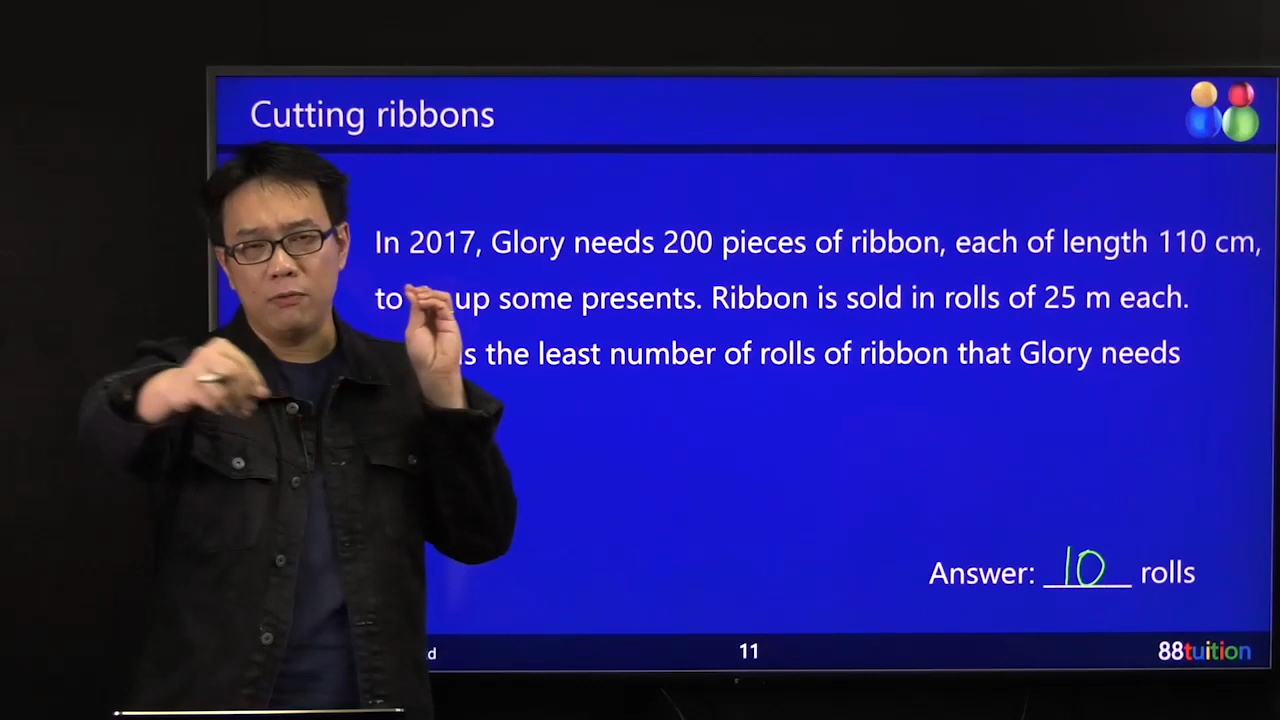 Cutting ribbons
In 2017, Glory needs 200 pieces of ribbon, each of length 110 cm,
to up some presents. Ribbon is sold in rolls of 25 m each.
is the least number of rolls of ribbon that Glory needs
Answer: 10 rolls
11
88tuition